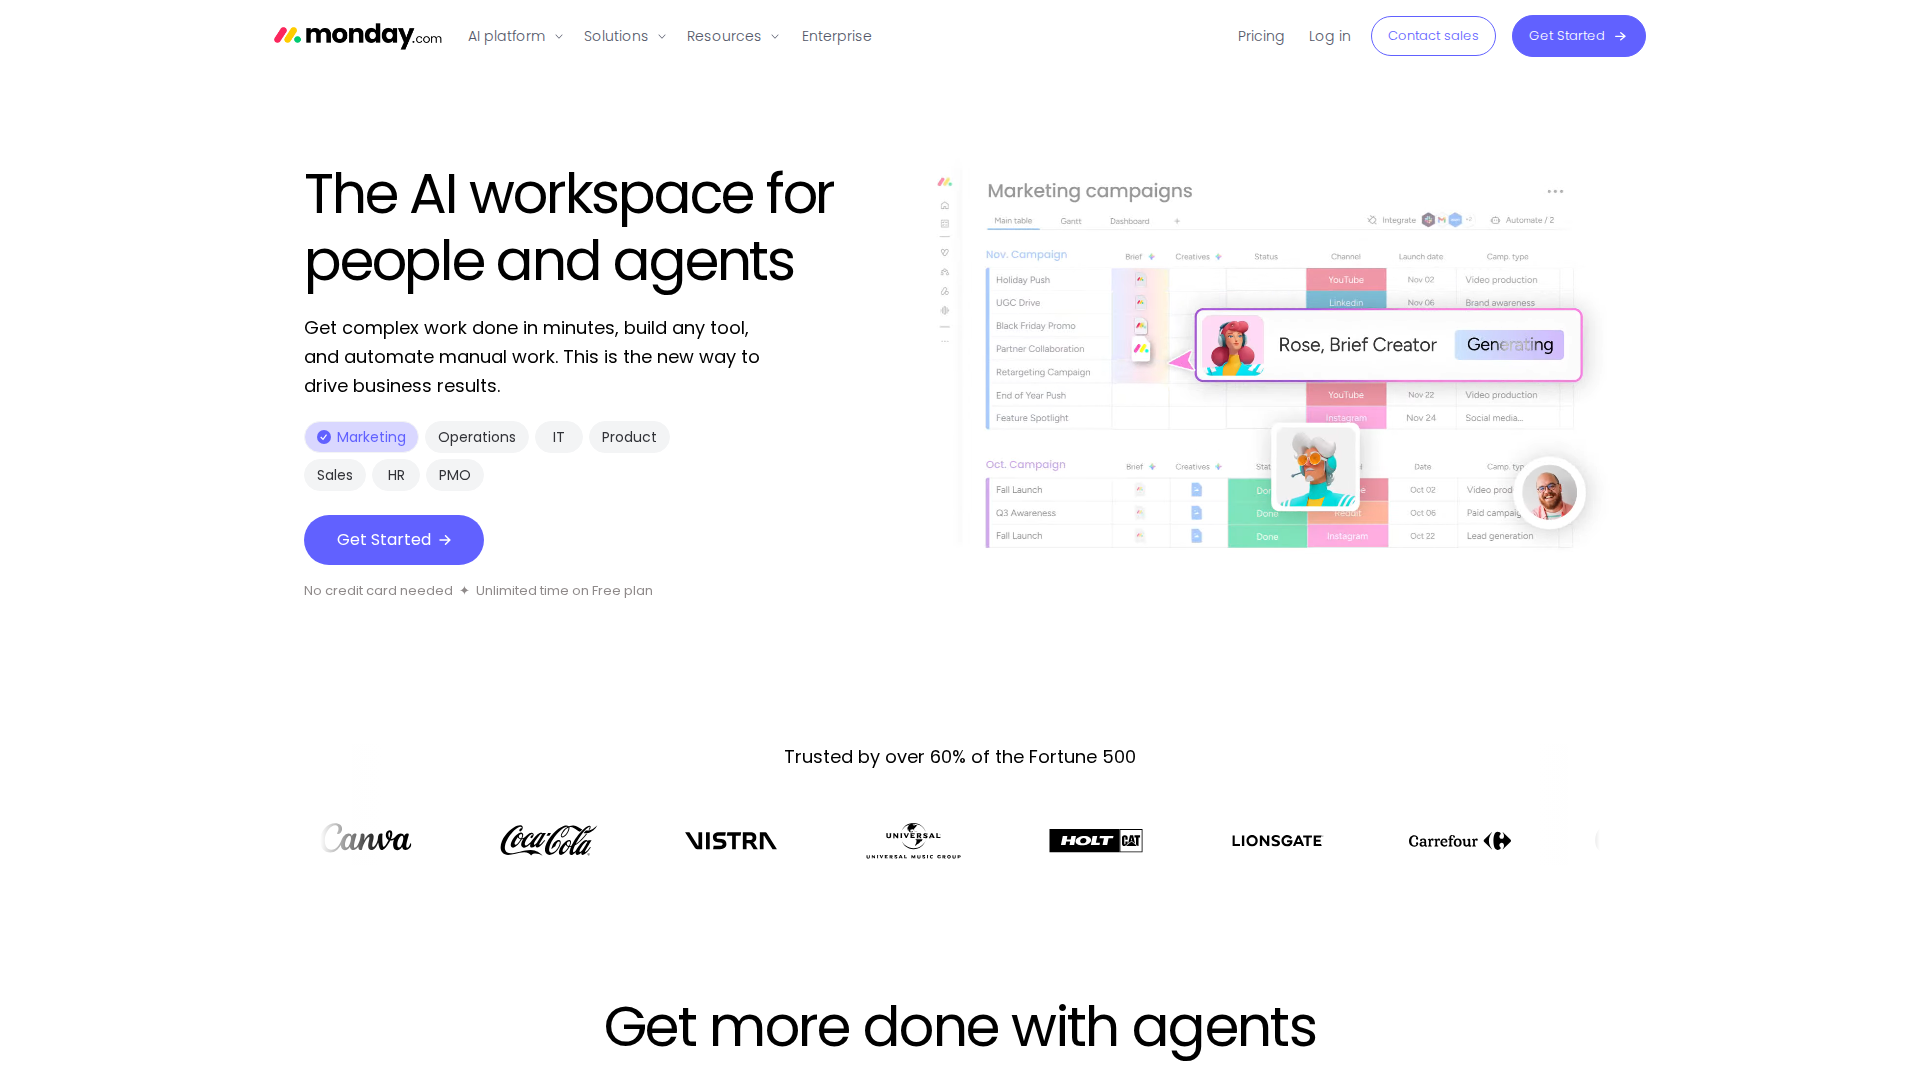 monday.com AI platform Solutions Resources Enterprise Pricing Log in Contact sales Get Started →
The AI workspace for
people and agents
Get complex work done in minutes, build any tool,
and automate manual work. This is the new way to
drive business results.
Marketing Operations IT Product
Sales HR PMO
Get Started →
No credit card needed ✦ Unlimited time on Free plan
Marketing campaigns
Main table Gantt Dashboard + Integrate +2 Automate / 2
Nov. Campaign Brief Creatives Status Channel Launch date Camp. type
Holiday Push YouTube Nov 02 Video production
UGC Drive Linkedin Nov 06 Brand awareness
Black Friday Promo
Partner Collaboration
Rose, Brief Creator Generating
Retargeting Campaign
End of Year Push YouTube Nov 22 Video production
Feature Spotlight Instagram Nov 24 Social media...
Oct. Campaign Brief Creatives Date Camp.
Fall Launch Oct 02 Video
Q3 Awareness Done Reddit Oct 06 Paid
Fall Launch Done Instagram Oct 22 Lead generation
Trusted by over 60% of the Fortune 500
Canva Coca-Cola VISTRA UNIVERSAL HOLT CAT LIONSGATE Carrefour
UNIVERSAL MUSIC GROUP
Get more done with agents